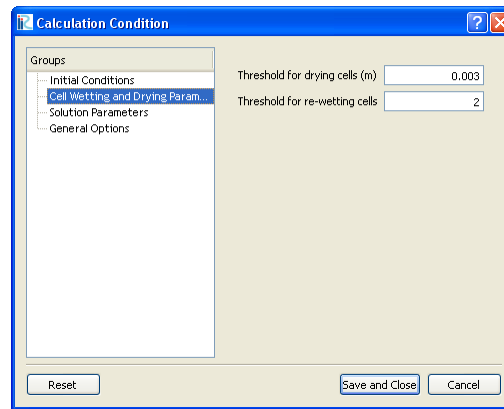 Calculation Condition
Groups
Initial Conditions
Cell Wetting and Drying Param...
Solution Parameters
General Options
Threshold for drying cells (m) 0.003
Threshold for re-wetting cells 2
Reset Save and Close Cancel